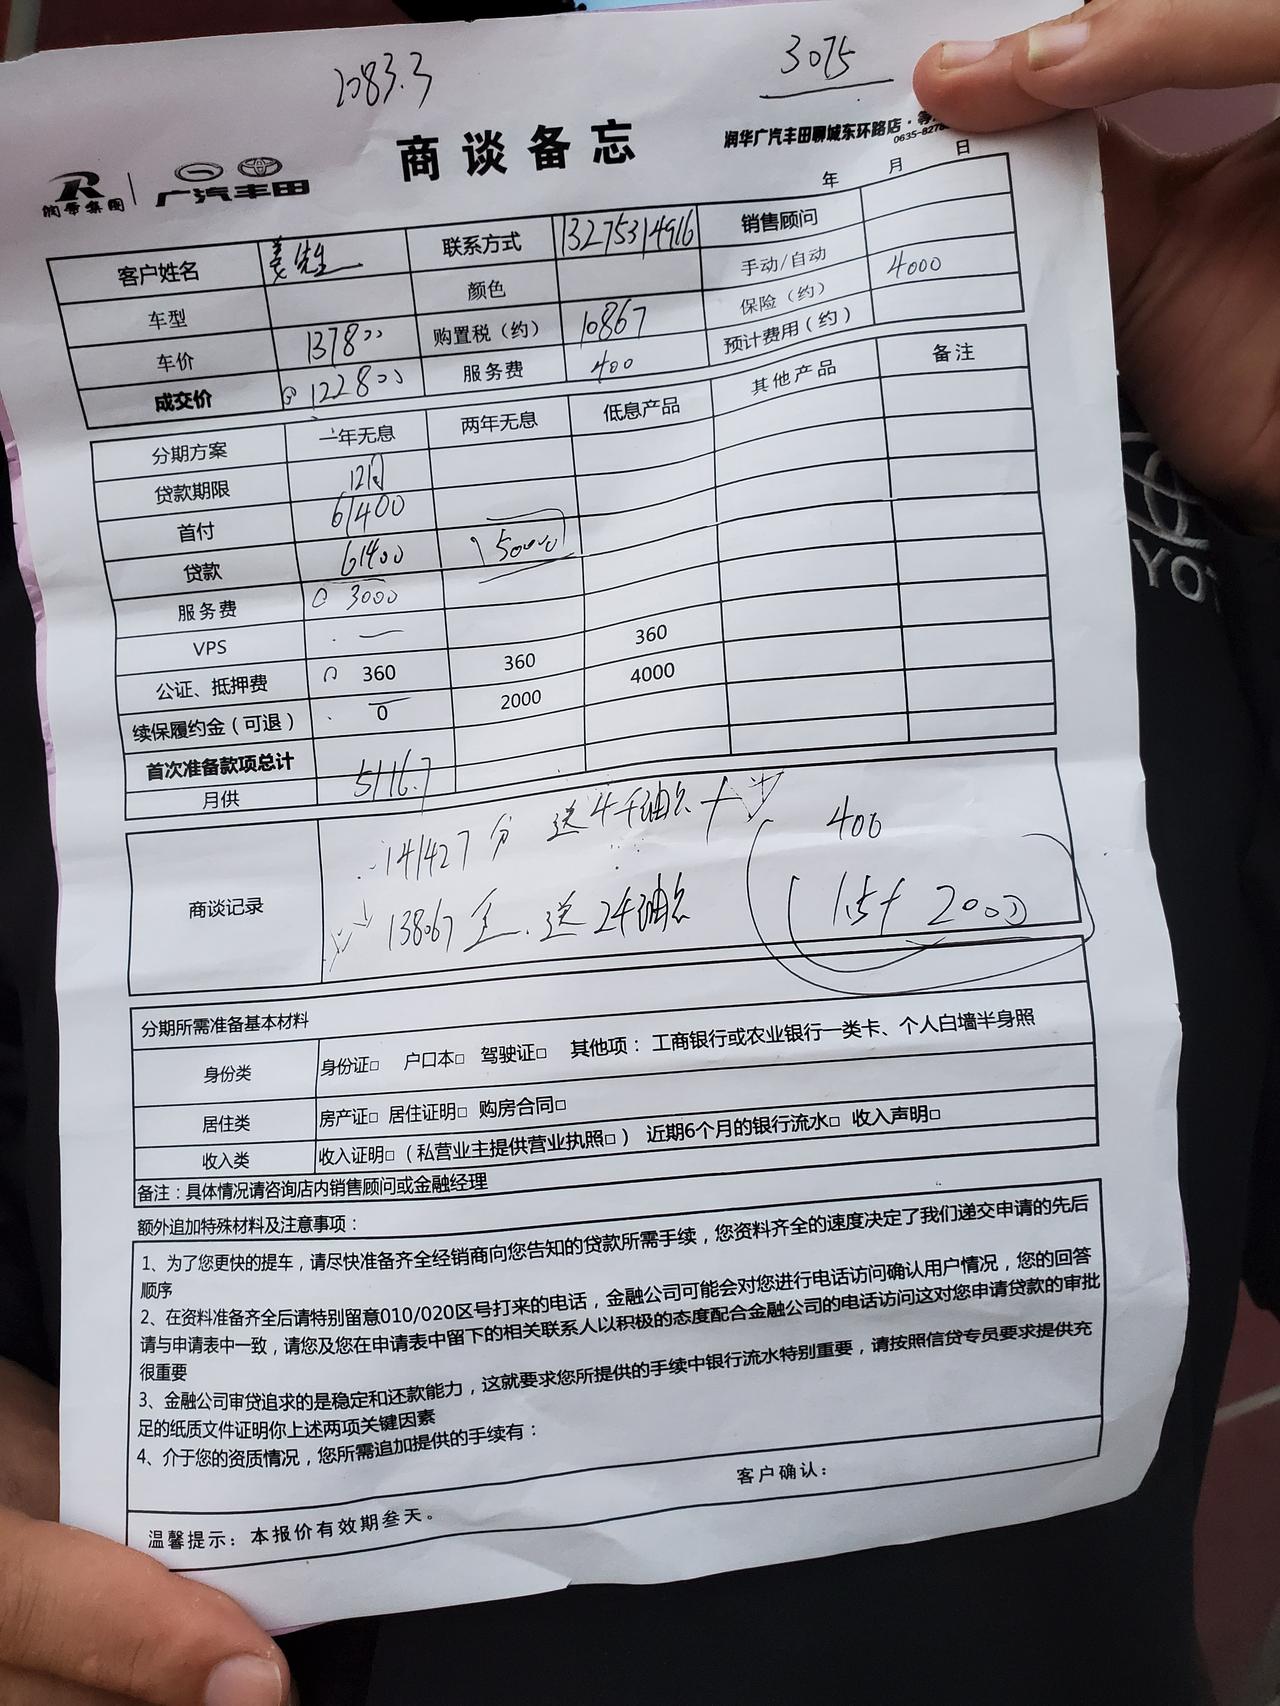 1083.3
3075
商谈备忘
润华集团
广汽丰田
润华广汽丰田聊城东环路店
0635-827
年 月 日
客户姓名 姜先生 联系方式 13275314916 销售顾问
车型 颜色 手动/自动
车价 137800 购置税（约） 10867 保险（约） 4000
成交价 122800 服务费 400 预计费用（约）
分期方案 一年无息 两年无息 低息产品 其他产品 备注
贷款期限 12月
首付 61400
贷款 61400 50000
服务费 3000
VPS
公证、抵押费 360 360 360
续保履约金（可退） 0 2000 4000
首次准备款项总计
月供 5116.7
商谈记录
141427 分 送4千油
400
138067 全 送2千油
1.5f 2000
分期所需准备基本材料
身份类 身份证□ 户口本□ 驾驶证□ 其他项：工商银行或农业银行一类卡、个人白墙半身照
居住类 房产证□ 居住证明□ 购房合同□
收入类 收入证明□（私营业主提供营业执照□） 近期6个月的银行流水□ 收入声明□
备注：具体情况请咨询店内销售顾问或金融经理
额外追加特殊材料及注意事项：
1、为了您更快的提车，请尽快准备齐全经销商向您告知的贷款所需手续，您资料齐全的速度决定了我们递交申请的先后
顺序
2、在资料准备齐全后请特别留意010/020区号打来的电话，金融公司可能会对您进行电话访问确认用户情况，您的回答
请与申请表中一致，请您及您在申请表中留下的相关联系人以积极的态度配合金融公司的电话访问这对您申请贷款的审批
很重要
3、金融公司审贷追求的是稳定和还款能力，这就要求您所提供的手续中银行流水特别重要，请按照信贷专员要求提供充
足的纸质文件证明你上述两项关键因素
4、介于您的资质情况，您所需追加提供的手续有：
客户确认：
温馨提示：本报价有效期叁天。
YO